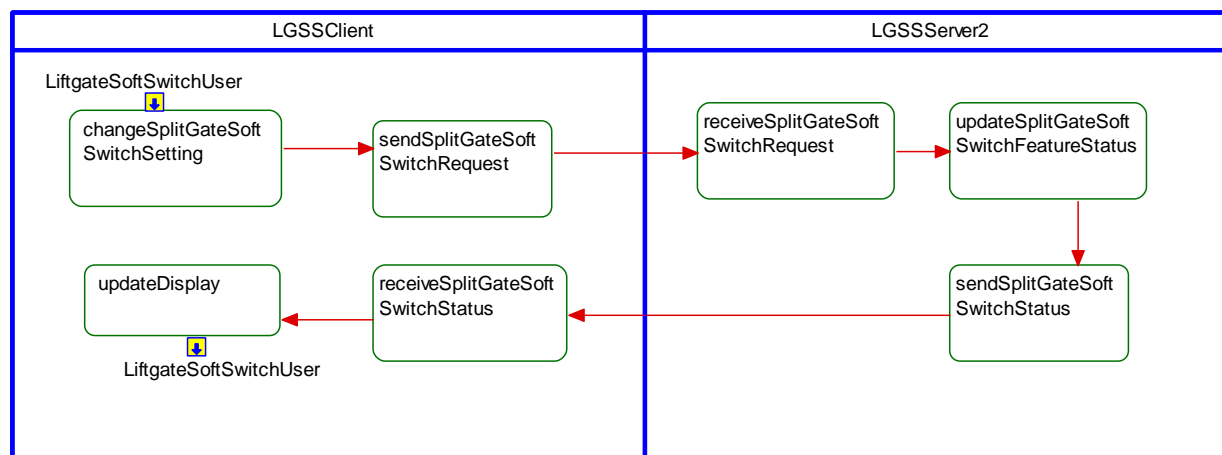 LGSSClient
LGSSServer2
LiftgateSoftSwitchUser
changeSplitGateSoft
SwitchSetting
sendSplitGateSoft
SwitchRequest
receiveSplitGateSoft
SwitchRequest
updateSplitGateSoft
SwitchFeatureStatus
updateDisplay
receiveSplitGateSoft
SwitchStatus
sendSplitGateSoft
SwitchStatus
LiftgateSoftSwitchUser